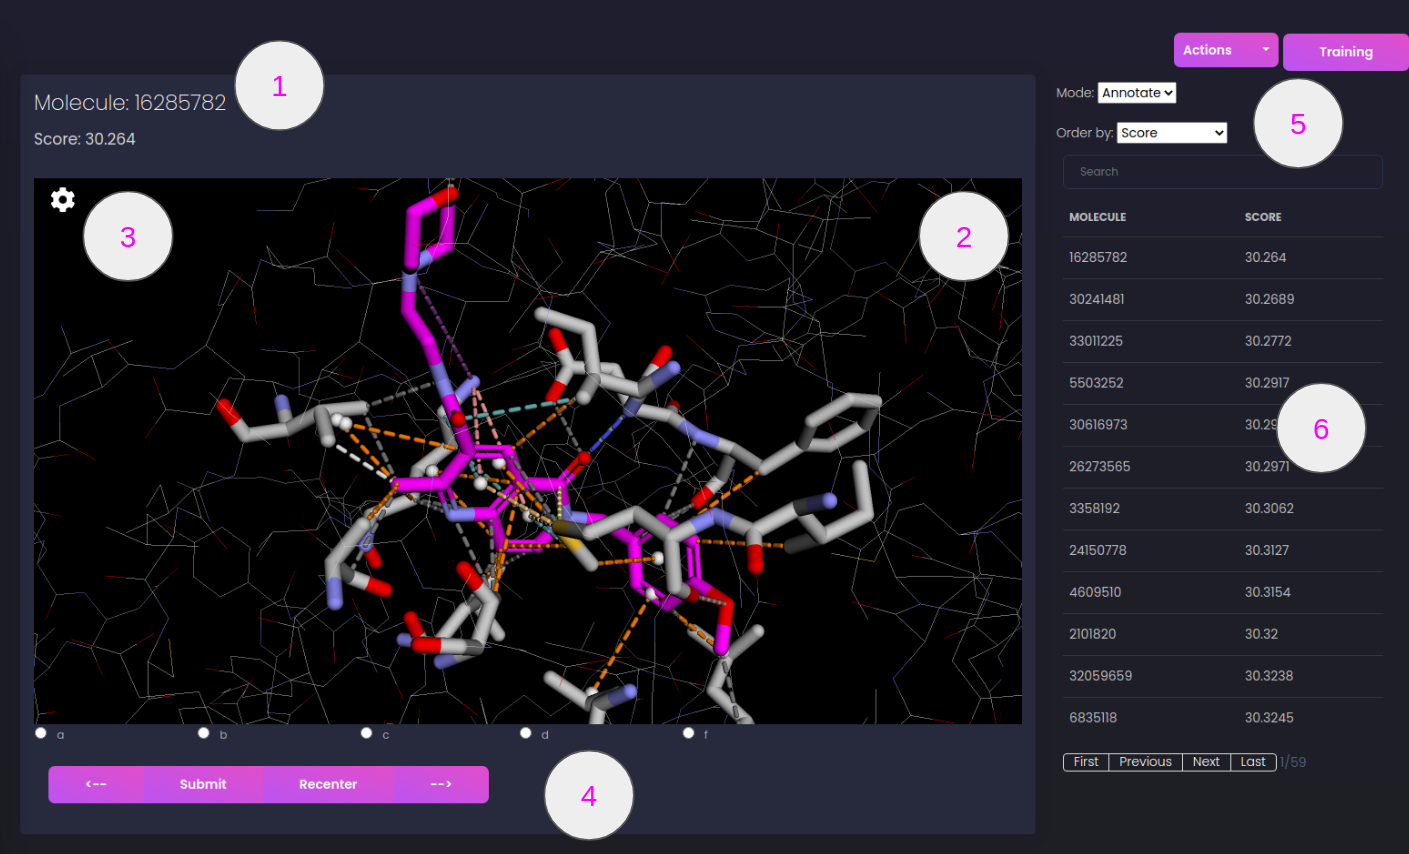 1
Molecule: 16285782
Score: 30.264
3
2
a b c d f
<-- Submit Recenter -->
4
Actions Training
Mode: Annotate
5
Order by: Score
Search
MOLECULE SCORE
16285782 30.264
30241481 30.2689
33011225 30.2772
5503252 30.2917
30616973 30.29
6
26273565 30.2971
3358192 30.3062
24150778 30.3127
4609510 30.3154
2101820 30.32
32059659 30.3238
6835118 30.3245
First Previous Next Last 1/59